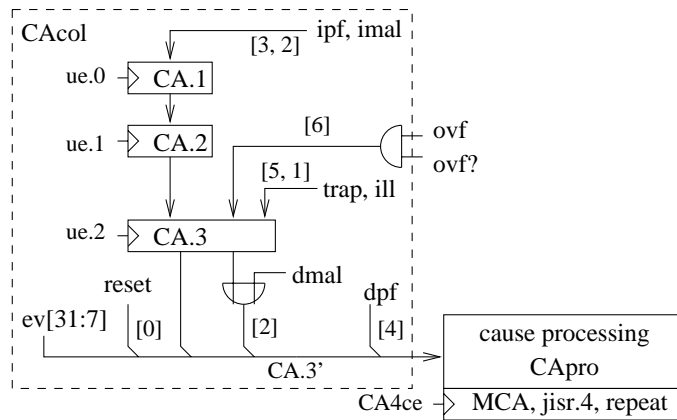 CAcol
ipf, imal
[3, 2]
ue.0
CA.1
ue.1
CA.2
[6]
ovf
ovf?
[5, 1]
trap, ill
ue.2
CA.3
dmal
reset
dpf
ev[31:7]
[0]
[2]
[4]
CA.3'
cause processing
CApro
CA4ce
MCA, jisr.4, repeat